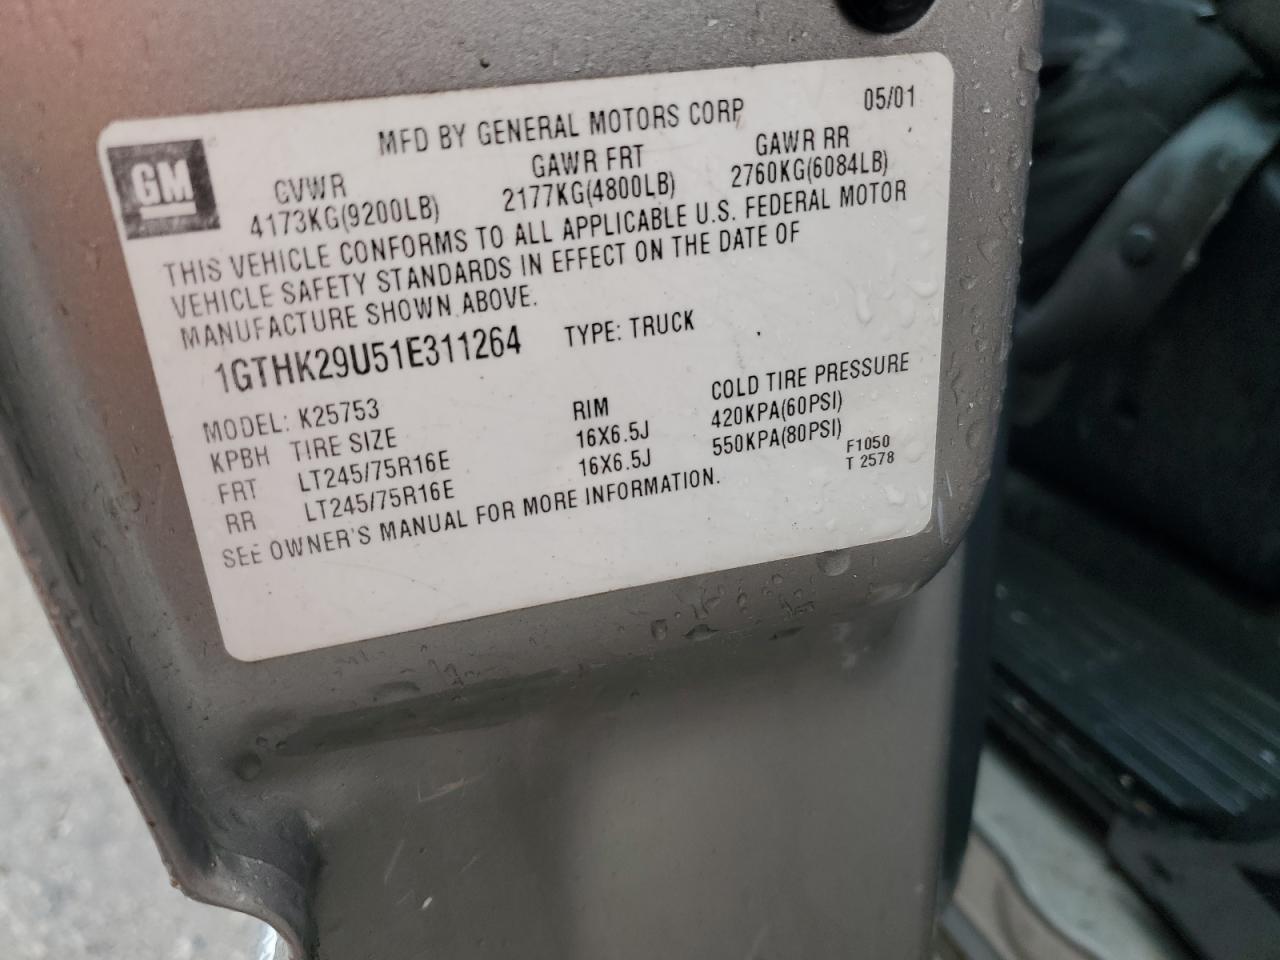 GM
MFD BY GENERAL MOTORS CORP 05/01
GVWR GAWR FRT GAWR RR
4173KG(9200LB) 2177KG(4800LB) 2760KG(6084LB)
THIS VEHICLE CONFORMS TO ALL APPLICABLE U.S. FEDERAL MOTOR
VEHICLE SAFETY STANDARDS IN EFFECT ON THE DATE OF
MANUFACTURE SHOWN ABOVE.
1GTHK29U51E311264 TYPE: TRUCK
MODEL: K25753
KPBH TIRE SIZE RIM COLD TIRE PRESSURE
FRT LT245/75R16E 16X6.5J 420KPA(60PSI)
RR LT245/75R16E 16X6.5J 550KPA(80PSI)
SEE OWNER'S MANUAL FOR MORE INFORMATION.
F1050
T 2578